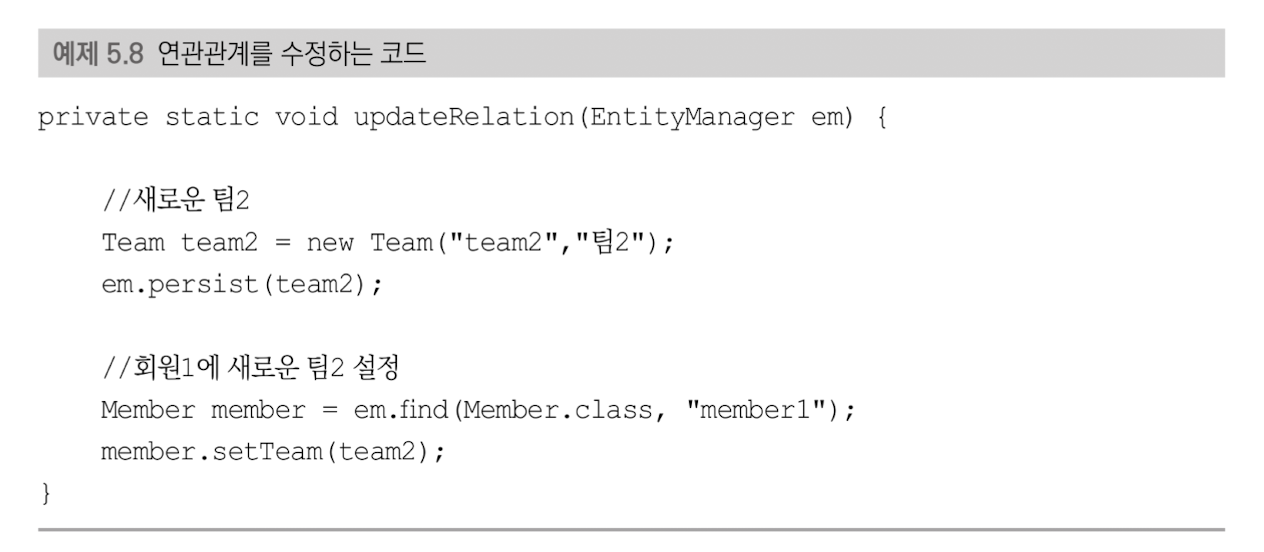 예제 5.8 연관관계를 수정하는 코드
private static void updateRelation(EntityManager em) {
//새로운 팀2
Team team2 = new Team("team2","팀2");
em.persist(team2);
//회원1에 새로운 팀2 설정
Member member = em.find(Member.class, "member1");
member.setTeam(team2);
}